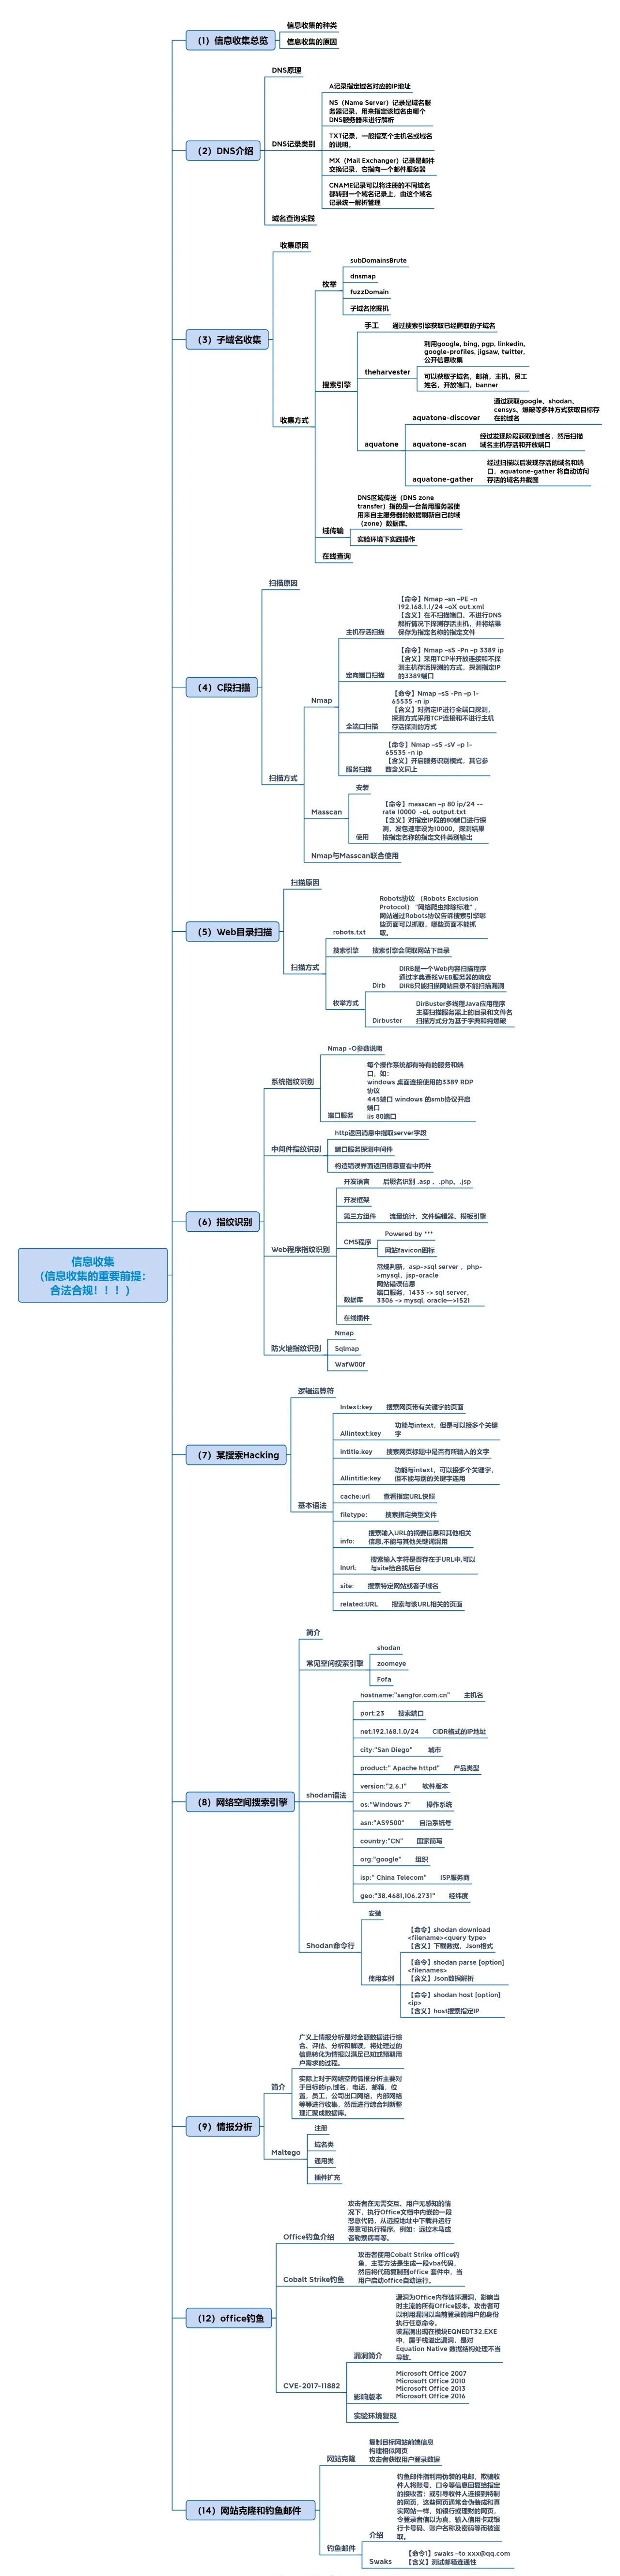 信息收集
(信息收集的重要前提：
合法合规！！！)
（1）信息收集总览
信息收集的种类
信息收集的原因
（2）DNS介绍
DNS原理
DNS记录类别
A记录指定域名对应的IP地址
NS（Name Server）记录是域名服
务器记录，用来指定该域名由哪个
DNS服务器来进行解析
TXT记录，一般指某个主机名或域名
的说明。
MX（Mail Exchanger）记录是邮件
交换记录，它指向一个邮件服务器
CNAME记录可以将注册的不同域名
都转到一个域名记录上，由这个域名
记录统一解析管理
域名查询实践
（3）子域名收集
收集原因
收集方式
枚举
subDomainsBrute
dnsmap
fuzzDomain
子域名挖掘机
搜索引擎
手工
通过搜索引擎获取已经爬取的子域名
theharvester
利用google, bing, pgp, linkedin,
google-profiles, jigsaw, twitter,
公开信息收集
可以获取子域名，邮箱，主机，员工
姓名，开放端口，banner
aquatone
aquatone-discover
通过获取google、shodan、
censys、爆破等多种方式获取目标存
在的域名
aquatone-scan
经过发现阶段获取到域名，然后扫描
域名主机存活和开放端口
aquatone-gather
经过扫描以后发现存活的域名和端
口，aquatone-gather 将自动访问
存活的域名并截图
域传输
DNS区域传送（DNS zone
transfer）指的是一台备用服务器使
用来自主服务器的数据刷新自己的域
（zone）数据库。
实验环境下实践操作
在线查询
（4）C段扫描
扫描原因
扫描方式
Nmap
主机存活扫描
【命令】Nmap –sn –PE -n
192.168.1.1/24 –oX out.xml
【含义】在不扫描端口、不进行DNS
解析情况下探测存活主机，并将结果
保存为指定名称的指定文件
定向端口扫描
【命令】Nmap –sS -Pn –p 3389 ip
【含义】采用TCP半开放连接和不探
测主机存活探测的方式，探测指定IP
的3389端口
全端口扫描
【命令】Nmap –sS -Pn –p 1-
65535 -n ip
【含义】对指定IP进行全端口探测，
探测方式采用TCP连接和不进行主机
存活探测的方式
服务扫描
【命令】Nmap –sS -sV –p 1-
65535 -n ip
【含义】开启服务识别模式，其它参
数含义同上
Masscan
安装
使用
【命令】masscan –p 80 ip/24 --
rate 10000 –oL output.txt
【含义】对指定IP段的80端口进行探
测，发包速率设为10000，探测结果
按指定名称的指定文件类别输出
Nmap与Masscan联合使用
（5）Web目录扫描
扫描原因
扫描方式
robots.txt
Robots协议 （Robots Exclusion
Protocol） “网络爬虫排除标准”，
网站通过Robots协议告诉搜索引擎哪
些页面可以抓取，哪些页面不能抓
取。
搜索引擎
搜索引擎会爬取网站下目录
枚举方式
Dirb
DIRB是一个Web内容扫描程序
通过字典查找WEB服务器的响应
DIRB只能扫描网站目录不能扫描漏洞
Dirbuster
DirBuster多线程Java应用程序
主要扫描服务器上的目录和文件名
扫描方式分为基于字典和纯爆破
（6）指纹识别
系统指纹识别
Nmap -O参数说明
端口服务
每个操作系统都有特有的服务和端
口，如：
windows 桌面连接使用的3389 RDP
协议
445端口 windows 的smb协议开启
端口
iis 80端口
中间件指纹识别
http返回消息中提取server字段
端口服务探测中间件
构造错误界面返回信息查看中间件
Web程序指纹识别
开发语言
后缀名识别 .asp 、.php、.jsp
开发框架
第三方组件
流量统计、文件编辑器、模板引擎
CMS程序
Powered by ***
网站favicon图标
数据库
常规判断，asp->sql server ，php-
>mysql，jsp-oracle
网站错误信息
端口服务，1433 -> sql server，
3306 -> mysql, oracle—>1521
在线插件
防火墙指纹识别
Nmap
Sqlmap
WafW00f
（7）某搜索Hacking
逻辑运算符
基本语法
Intext:key
搜索网页带有关键字的页面
Allintext:key
功能与intext，但是可以接多个关键
字
intitle:key
搜索网页标题中是否有所输入的文字
Allintitle:key
功能与intext，可以接多个关键字，
但不能与别的关键字连用
cache:url
查看指定URL快照
filetype：
搜索指定类型文件
info:
搜索输入URL的摘要信息和其他相关
信息,不能与其他关键词混用
inurl:
搜索输入字符是否存在于URL中,可以
与site结合找后台
site:
搜索特定网站或者子域名
related:URL
搜索与该URL相关的页面
（8）网络空间搜索引擎
简介
常见空间搜索引擎
shodan
zoomeye
Fofa
shodan语法
hostname:"sangfor.com.cn"
主机名
port:23
搜索端口
net:192.168.1.0/24
CIDR格式的IP地址
city:"San Diego"
城市
product:" Apache httpd"
产品类型
version:"2.6.1"
软件版本
os:"Windows 7"
操作系统
asn:"AS9500"
自治系统号
country:"CN"
国家简写
org:"google"
组织
isp:" China Telecom"
ISP服务商
geo:"38.4681,106.2731"
经纬度
Shodan命令行
安装
使用实例
【命令】shodan download
<filename><query type>
【含义】下载数据，Json格式
【命令】shodan parse [option]
<filenames>
【含义】Json数据解析
【命令】shodan host [option]
<ip>
【含义】host搜索指定IP
（9）情报分析
简介
广义上情报分析是对全源数据进行综
合、评估、分析和解读，将处理过的
信息转化为情报以满足已知或预期用
户需求的过程。
实际上对于网络空间情报分析主要对
于目标的ip,域名，电话，邮箱，位
置，员工，公司出口网络，内部网络
等等进行收集，然后进行综合判断整
理汇聚成数据库。
Maltego
注册
域名类
通用类
插件扩充
（12）office钓鱼
Office钓鱼介绍
攻击者在无需交互、用户无感知的情
况下，执行Office文档中内嵌的一段
恶意代码，从远控地址中下载并运行
恶意可执行程序。例如：远控木马或
者勒索病毒等。
Cobalt Strike钓鱼
攻击者使用Cobalt Strike office钓
鱼，主要方法是生成一段vba代码，
然后将代码复制到office 套件中，当
用户启动office自动运行。
CVE-2017-11882
漏洞简介
漏洞为Office内存破坏漏洞，影响当
时主流的所有Office版本。攻击者可
以利用漏洞以当前登录的用户的身份
执行任意命令。
该漏洞出现在模块EQNEDT32.EXE
中，属于栈溢出漏洞，是对
Equation Native 数据结构处理不当
导致。
影响版本
Microsoft Office 2007
Microsoft Office 2010
Microsoft Office 2013
Microsoft Office 2016
实验环境复现
（14）网站克隆和钓鱼邮件
网站克隆
复制目标网站前端信息
构建相似网页
攻击者获取用户登录数据
钓鱼邮件
介绍
钓鱼邮件指利用伪装的电邮，欺骗收
件人将账号、口令等信息回复给指定
的接收者；或引导收件人连接到特制
的网页，这些网页通常会伪装成和真
实网站一样，如银行或理财的网页，
令登录者信以为真，输入信用卡或银
行卡号码、账户名称及密码等而被盗
取。
Swaks
【命令1】swaks –to xxx@qq.com
【含义】测试邮箱连通性